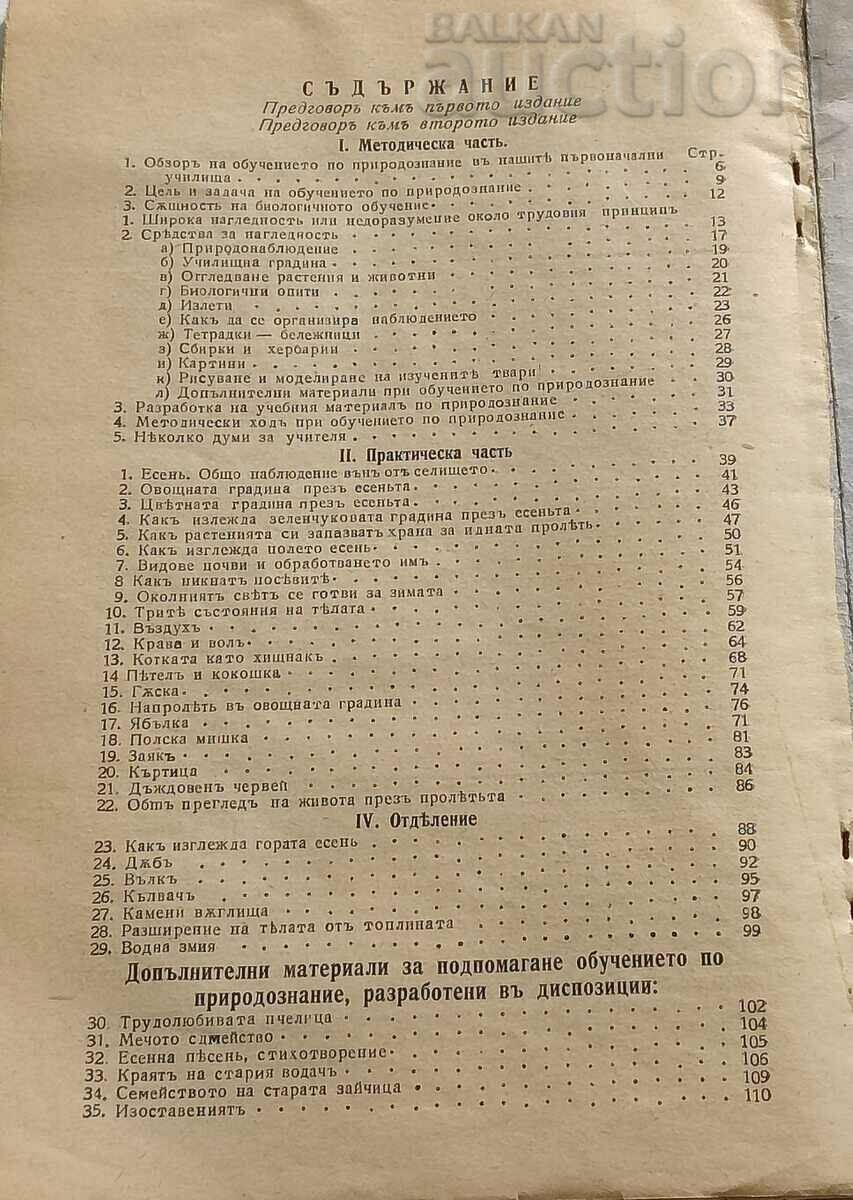 BALKAN
auction
СЪДЪРЖАНИЕ
Предговоръ къмъ първото издание
Предговоръ къмъ второто издание
I. Методическа часть.
Стр.
1. Обзоръ на обучението по природознание въ нашитѣ първоначални
училища . . . 6
2. Цель и задача на обучението по природознание . . . 9
3. Сѫщность на биологичното обучение . . . 12
1. Широка нагледность или недоразумение около трудовия принципъ
2. Срѣдства за нагледность . . . 13
а) Природонаблюдение . . . 17
б) Училищна градина . . . 19
в) Отгледване растения и животни . . . 20
г) Биологични опити . . . 21
д) Излети . . . 22
е) Какъ да се организира наблюдението . . . 23
ж) Тетрадки — бележници . . . 26
з) Сбирки и хербарии . . . 27
и) Картини . . . 28
к) Рисуване и моделиране на изученитѣ твари . . . 29
л) Допълнителни материали при обучението по природознание . . . 30
3. Разработка на учебния материалъ по природознание . . . 31
4. Методически ходъ при обучението по природознание . . . 33
5. Нѣколко думи за учителя . . . 37
II. Практическа часть
1. Есень. Общо наблюдение вънъ отъ селището . . . 39
2. Овощната градина презъ есеньта . . . 41
3. Цвѣтната градина презъ есеньта . . . 43
4. Какъ излежда зеленчуковата градина презъ есеньта . . . 46
5. Какъ растенията си запазватъ храна за идната пролѣть . . . 47
6. Какъ изглежда полето есень . . . 50
7. Видове почви и обработването имъ . . . 51
8 Какъ никнатъ посѣвитѣ . . . 54
9. Околниятъ свѣтъ се готви за зимата . . . 56
10. Тритѣ състояния на тѣлата . . . 57
11. Въздухъ . . . 59
12. Крава и волъ . . . 62
13. Котката като хищнакъ . . . 64
14 Пѣтелъ и кокошка . . . 68
15. Гѫска . . . 71
16. Напролѣть въ овощната градина . . . 74
17. Ябълка . . . 76
18. Полска мишка . . . 71
19. Заякъ . . . 81
20. Къртица . . . 83
21. Дъждовенъ червей . . . 84
22. Общъ прегледъ на живота презъ пролѣтьта . . . 86
IV. Отдѣление
23. Какъ изглежда гората есень . . . 88
24. Дѫбъ . . . 90
25. Вълкъ . . . 92
26. Кълвачъ . . . 95
27. Камени вѫглища . . . 97
28. Разширение на тѣлата отъ топлината . . . 98
29. Водна змия . . . 99
Допълнителни материали за подпомагане обучението по
природознание, разработени въ диспозиции:
30. Трудолюбивата пчелица . . . 102
31. Мечото сдмейство . . . 104
32. Есенна пѣсень, стихотворение . . . 105
33. Краятъ на стария водачъ . . . 106
34. Семейството на старата зайчица . . . 109
35. Изоставениятъ . . . 110